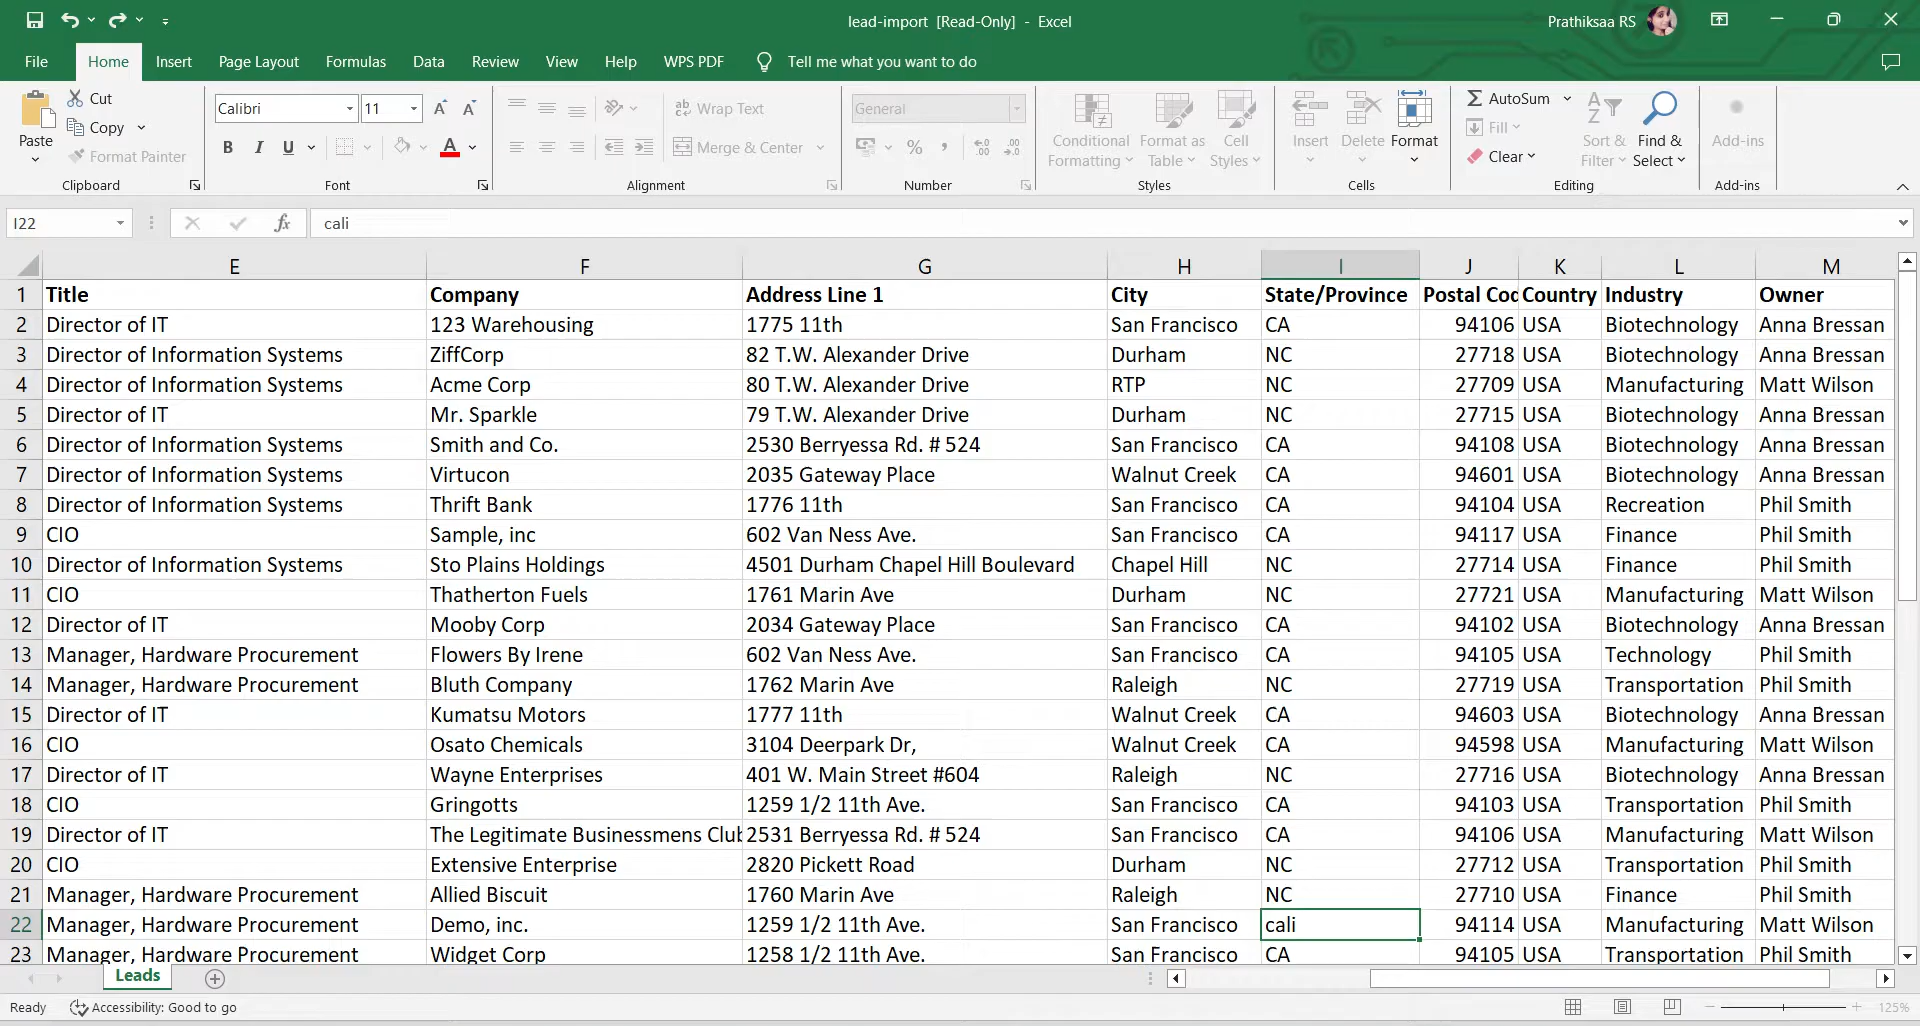 lead-import [Read-Only] - Excel
Prathiksaa RS
File Home Insert Page Layout Formulas Data Review View Help WPS PDF Tell me what you want to do
Paste
Cut
Copy
Format Painter
Clipboard
Calibri 11
B I U A
Font
ab Wrap Text
Merge & Center
Alignment
General
% ,
Number
Conditional Formatting
Format as Table
Cell Styles
Styles
Insert Delete Format
Cells
AutoSum
Fill
Clear
Sort & Filter
Find & Select
Editing
Add-ins
Add-ins
I22 fx cali
E F G H I J K L M
1 Title Company Address Line 1 City State/Province Postal Cod Country Industry Owner
2 Director of IT 123 Warehousing 1775 11th San Francisco CA 94106 USA Biotechnology Anna Bressan
3 Director of Information Systems ZiffCorp 82 T.W. Alexander Drive Durham NC 27718 USA Biotechnology Anna Bressan
4 Director of Information Systems Acme Corp 80 T.W. Alexander Drive RTP NC 27709 USA Manufacturing Matt Wilson
5 Director of IT Mr. Sparkle 79 T.W. Alexander Drive Durham NC 27715 USA Biotechnology Anna Bressan
6 Director of Information Systems Smith and Co. 2530 Berryessa Rd. # 524 San Francisco CA 94108 USA Biotechnology Anna Bressan
7 Director of Information Systems Virtucon 2035 Gateway Place Walnut Creek CA 94601 USA Biotechnology Anna Bressan
8 Director of Information Systems Thrift Bank 1776 11th San Francisco CA 94104 USA Recreation Phil Smith
9 CIO Sample, inc 602 Van Ness Ave. San Francisco CA 94117 USA Finance Phil Smith
10 Director of Information Systems Sto Plains Holdings 4501 Durham Chapel Hill Boulevard Chapel Hill NC 27714 USA Finance Phil Smith
11 CIO Thatherton Fuels 1761 Marin Ave Durham NC 27721 USA Manufacturing Matt Wilson
12 Director of IT Mooby Corp 2034 Gateway Place San Francisco CA 94102 USA Biotechnology Anna Bressan
13 Manager, Hardware Procurement Flowers By Irene 602 Van Ness Ave. San Francisco CA 94105 USA Technology Phil Smith
14 Manager, Hardware Procurement Bluth Company 1762 Marin Ave Raleigh NC 27719 USA Transportation Phil Smith
15 Director of IT Kumatsu Motors 1777 11th Walnut Creek CA 94603 USA Biotechnology Anna Bressan
16 CIO Osato Chemicals 3104 Deerpark Dr, Walnut Creek CA 94598 USA Manufacturing Matt Wilson
17 Director of IT Wayne Enterprises 401 W. Main Street #604 Raleigh NC 27716 USA Biotechnology Anna Bressan
18 CIO Gringotts 1259 1/2 11th Ave. San Francisco CA 94103 USA Transportation Phil Smith
19 Director of IT The Legitimate Businessmens Club 2531 Berryessa Rd. # 524 San Francisco CA 94106 USA Manufacturing Matt Wilson
20 CIO Extensive Enterprise 2820 Pickett Road Durham NC 27712 USA Transportation Phil Smith
21 Manager, Hardware Procurement Allied Biscuit 1760 Marin Ave Raleigh NC 27710 USA Finance Phil Smith
22 Manager, Hardware Procurement Demo, inc. 1259 1/2 11th Ave. San Francisco cali 94114 USA Manufacturing Matt Wilson
23 Manager, Hardware Procurement Widget Corp 1258 1/2 11th Ave. San Francisco CA 94105 USA Transportation Phil Smith
Leads
Ready Accessibility: Good to go 125%